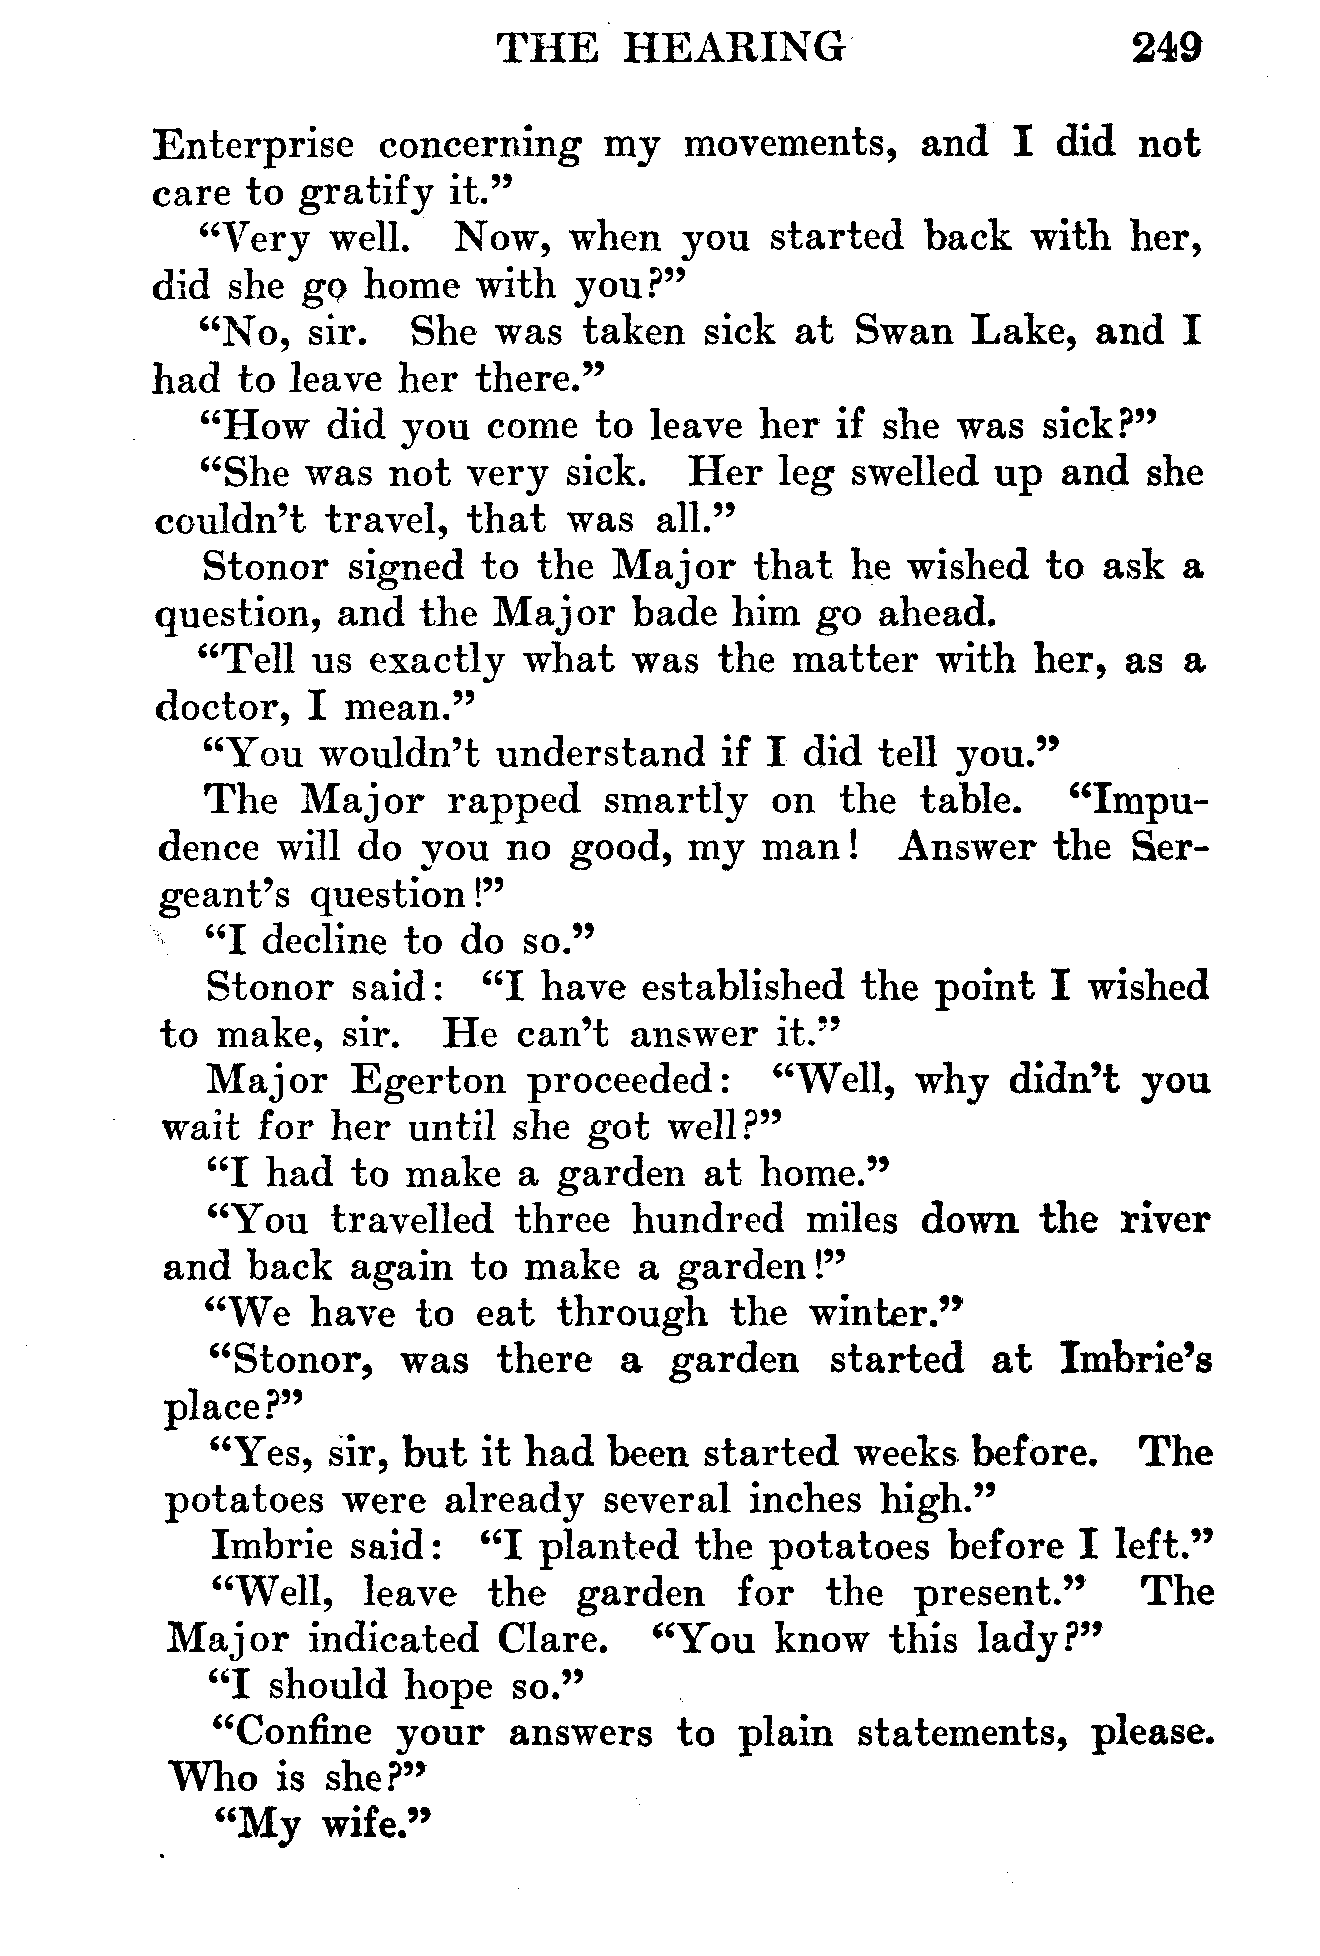 THE HEARING 249
Enterprise concerning my movements, and I did not
care to gratify it.”
“Very well. Now, when you started back with her,
did she go home with you?”
“No, sir. She was taken sick at Swan Lake, and I
had to leave her there.”
“How did you come to leave her if she was sick?”
“She was not very sick. Her leg swelled up and she
couldn’t travel, that was all.”
Stonor signed to the Major that he wished to ask a
question, and the Major bade him go ahead.
“Tell us exactly what was the matter with her, as a
doctor, I mean.”
“You wouldn’t understand if I did tell you.”
The Major rapped smartly on the table. “Impu-
dence will do you no good, my man! Answer the Ser-
geant’s question!”
“I decline to do so.”
Stonor said: “I have established the point I wished
to make, sir. He can’t answer it.”
Major Egerton proceeded: “Well, why didn’t you
wait for her until she got well?”
“I had to make a garden at home.”
“You travelled three hundred miles down the river
and back again to make a garden!”
“We have to eat through the winter.”
“Stonor, was there a garden started at Imbrie’s
place?”
“Yes, sir, but it had been started weeks before. The
potatoes were already several inches high.”
Imbrie said: “I planted the potatoes before I left.”
“Well, leave the garden for the present.” The
Major indicated Clare. “You know this lady?”
“I should hope so.”
“Confine your answers to plain statements, please.
Who is she?”
“My wife.”